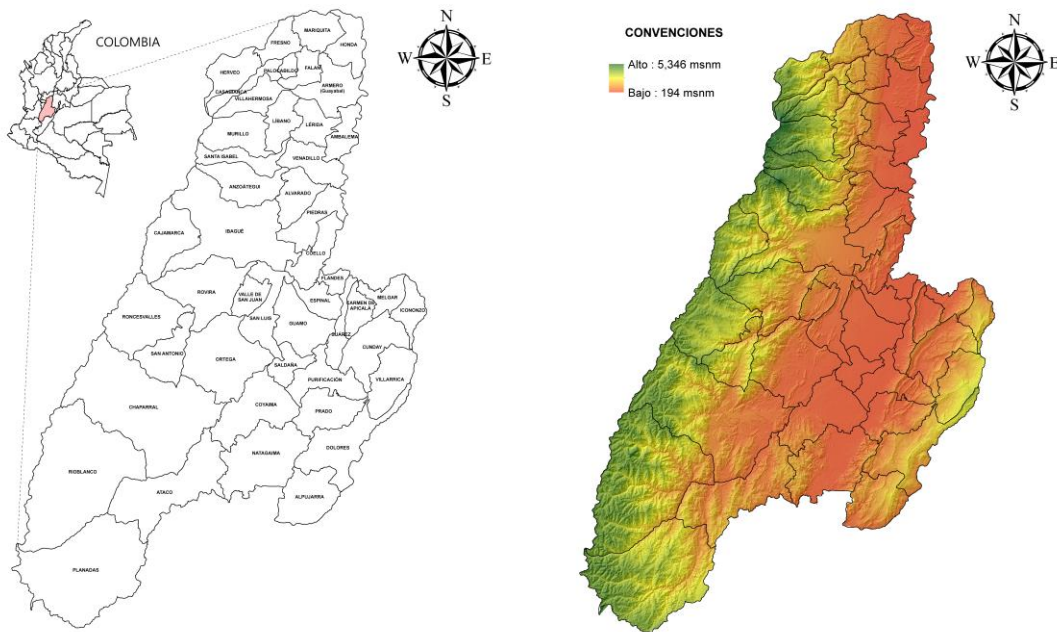 COLOMBIA
N
W E
S
MARIQUITA
FRESNO
HONDA
HERVEO
PALOCABILDO
FALAN
CASABIANCA
ARMERO
(Guayabal)
VILLAHERMOSA
LÍBANO
LÉRIDA
MURILLO
AMBALEMA
SANTA ISABEL
VENADILLO
ANZOÁTEGUI
ALVARADO
PIEDRAS
CAJAMARCA
IBAGUÉ
COELLO
FLANDES
ROVIRA
VALLE DE
SAN JUAN
ESPINAL
CARMEN DE
APICALÁ
MELGAR
ICONONZO
RONCESVALLES
SAN LUIS
GUAMO
SUÁREZ
CUNDAY
SAN ANTONIO
ORTEGA
SALDAÑA
PURIFICACIÓN
VILLARRICA
CHAPARRAL
COYAIMA
PRADO
DOLORES
NATAGAIMA
RIOBLANCO
ATACO
ALPUJARRA
PLANADAS
CONVENCIONES
Alto : 5,346 msnm
Bajo : 194 msnm
N
W E
S